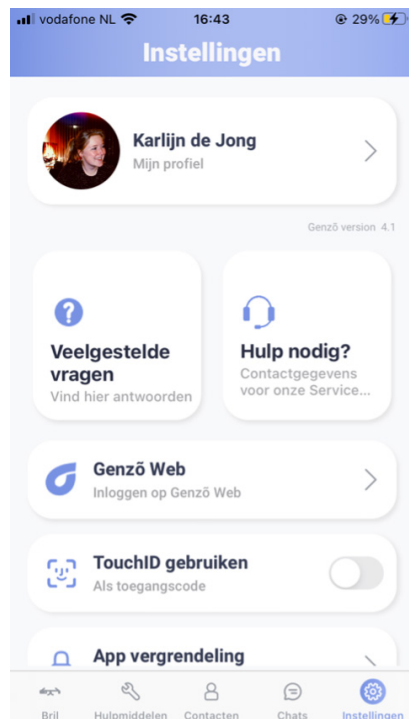 vodafone NL 16:43 29%
Instellingen
Karlijn de Jong
Mijn profiel
Genzō version 4.1
Veelgestelde
vragen
Vind hier antwoorden
Hulp nodig?
Contactgegevens
voor onze Service...
Genzõ Web
Inloggen op Genzõ Web
TouchID gebruiken
Als toegangscode
App vergrendeling
Bril Hulpmiddelen Contacten Chats Instellingen